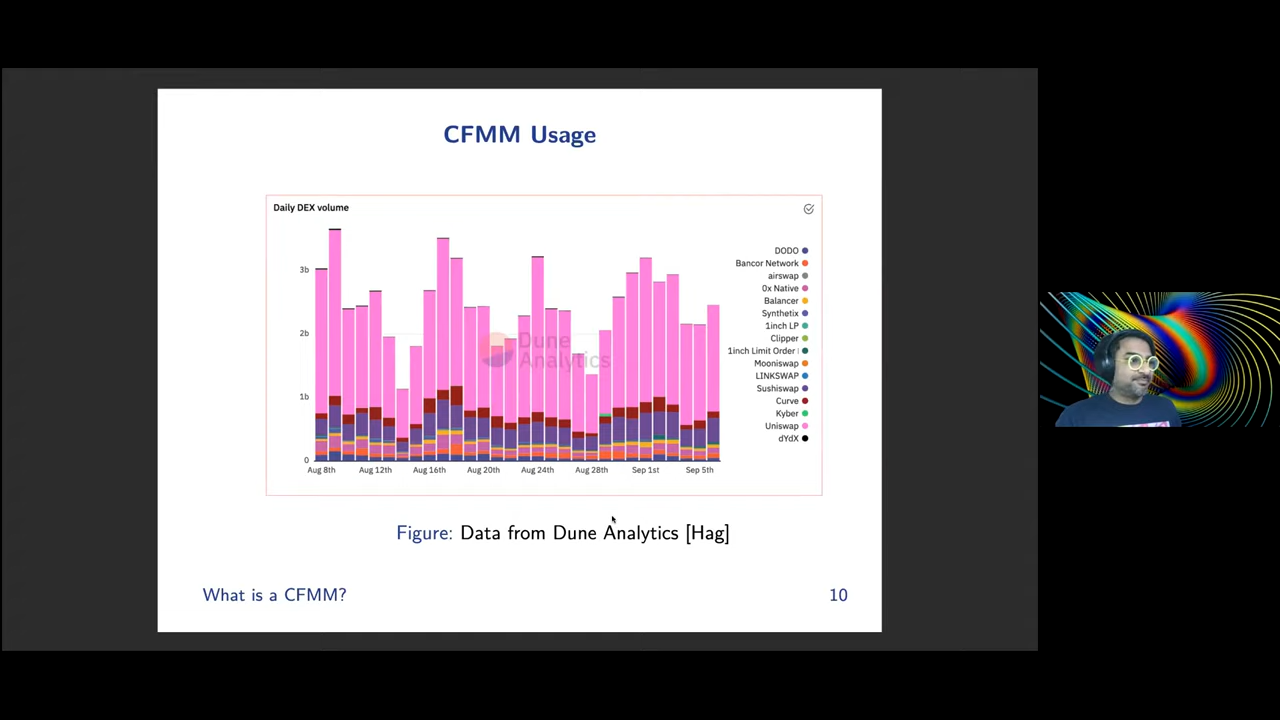 CFMM Usage
Daily DEX volume
3b
2b
1b
0
Aug 8th Aug 12th Aug 16th Aug 20th Aug 24th Aug 28th Sep 1st Sep 5th
Dune
Analytics
DODO
Bancor Network
airswap
0x Native
Balancer
Synthetix
1inch LP
Clipper
1inch Limit Order
Mooniswap
LINKSWAP
Sushiswap
Curve
Kyber
Uniswap
dYdX
Figure: Data from Dune Analytics [Hag]
What is a CFMM? 10